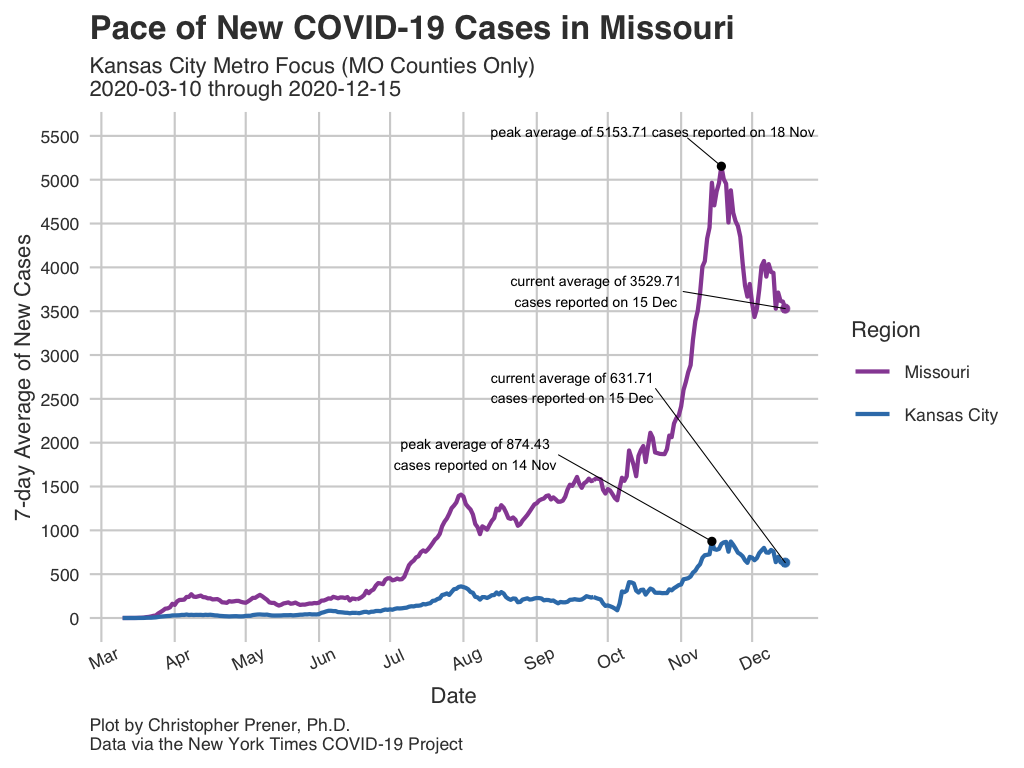 Pace of New COVID-19 Cases in Missouri
Kansas City Metro Focus (MO Counties Only)
2020-03-10 through 2020-12-15
peak average of 5153.71 cases reported on 18 Nov
current average of 3529.71
cases reported on 15 Dec
current average of 631.71
cases reported on 15 Dec
peak average of 874.43
cases reported on 14 Nov
7-day Average of New Cases
5500
5000
4500
4000
3500
3000
2500
2000
1500
1000
500
0
Mar
Apr
May
Jun
Jul
Aug
Sep
Oct
Nov
Dec
Date
Region
Missouri
Kansas City
Plot by Christopher Prener, Ph.D.
Data via the New York Times COVID-19 Project